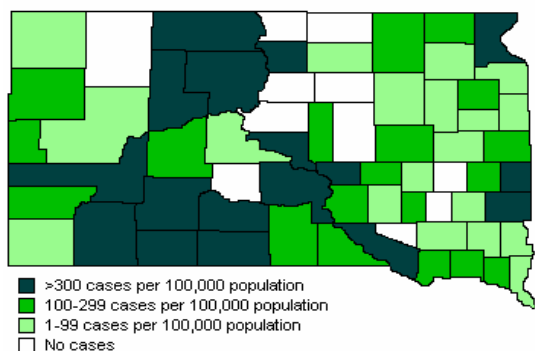 >300 cases per 100,000 population
100-299 cases per 100,000 population
1-99 cases per 100,000 population
No cases